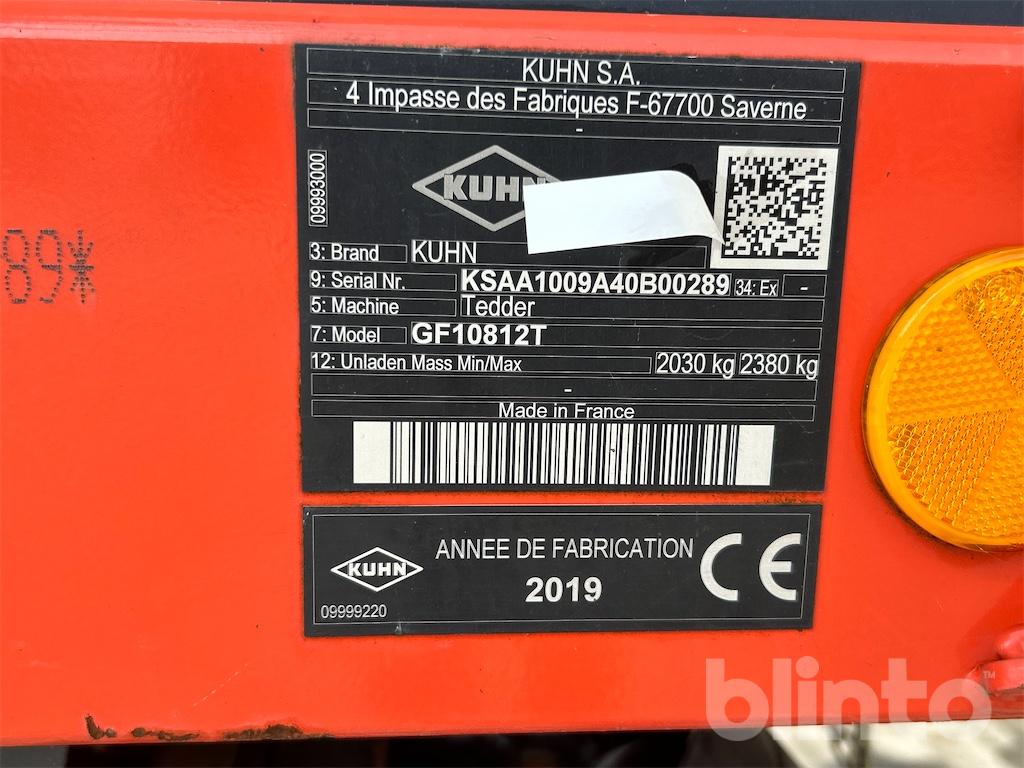 KUHN S.A.
4 Impasse des Fabriques F-67700 Saverne
-
09993000
KUHN
3: Brand KUHN
9: Serial Nr. KSAA1009A40B00289 34: Ex -
5: Machine Tedder
7: Model GF10812T
12: Unladen Mass Min/Max 2030 kg 2380 kg
-
Made in France
89*
KUHN
ANNEE DE FABRICATION
2019
CE
09999220
blinto™